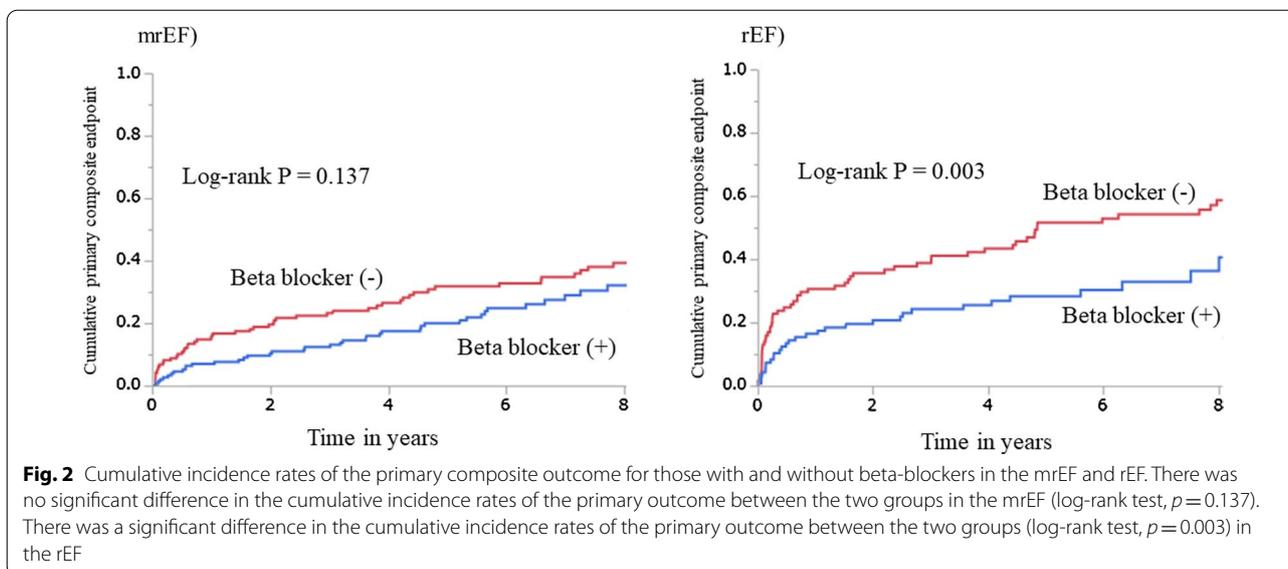 mrEF)
Cumulative primary composite endpoint
1.0
0.8
0.6
0.4
0.2
0.0
Log-rank P = 0.137
Beta blocker (-)
Beta blocker (+)
0 2 4 6 8
Time in years
rEF)
Cumulative primary composite endpoint
1.0
0.8
0.6
0.4
0.2
0.0
Log-rank P = 0.003
Beta blocker (-)
Beta blocker (+)
0 2 4 6 8
Time in years
Fig. 2 Cumulative incidence rates of the primary composite outcome for those with and without beta-blockers in the mrEF and rEF. There was
no significant difference in the cumulative incidence rates of the primary outcome between the two groups in the mrEF (log-rank test, p = 0.137).
There was a significant difference in the cumulative incidence rates of the primary outcome between the two groups (log-rank test, p = 0.003) in
the rEF